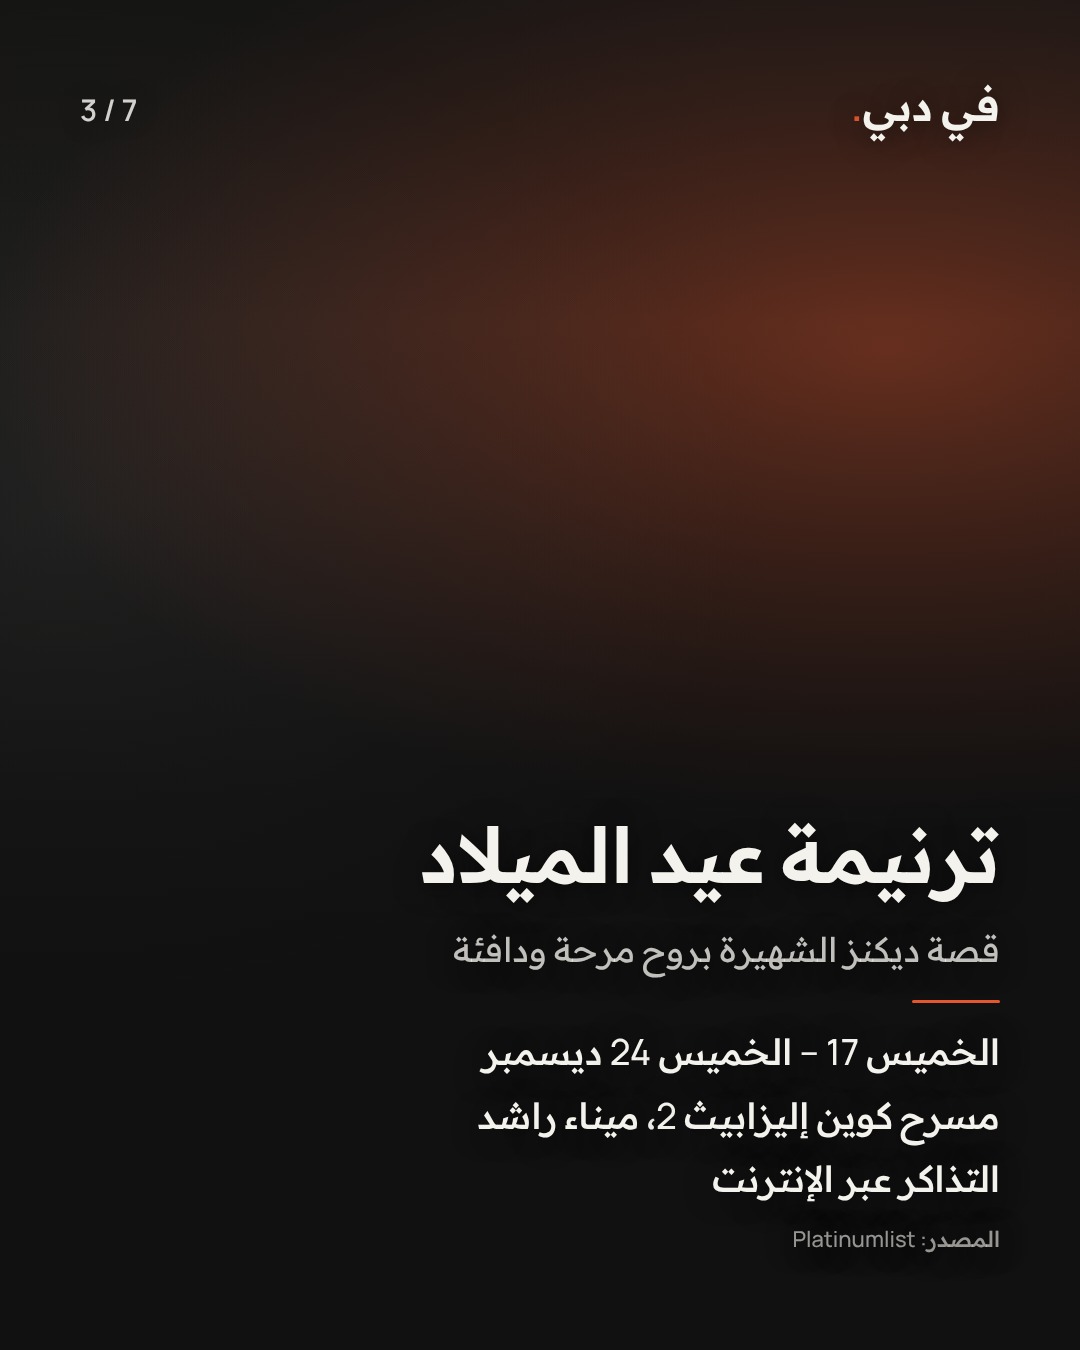 في دبي.
3 / 7
ترنيمة عيد الميلاد
قصة ديكنز الشهيرة بروح مرحة ودافئة
الخميس 17 – الخميس 24 ديسمبر
مسرح كوين إليزابيث 2، ميناء راشد
التذاكر عبر الإنترنت
المصدر: Platinumlist